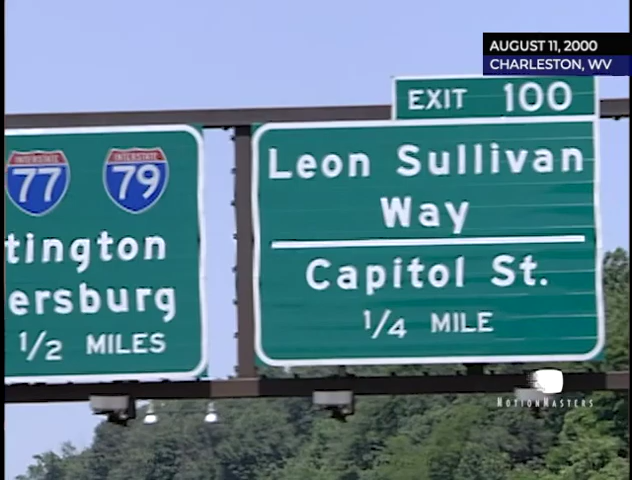 AUGUST 11, 2000
CHARLESTON, WV
EXIT 100
INTERSTATE 77
INTERSTATE 79
tington
ersburg
1/2 MILES
Leon Sullivan
Way
Capitol St.
1/4 MILE
MOTIONMASTERS